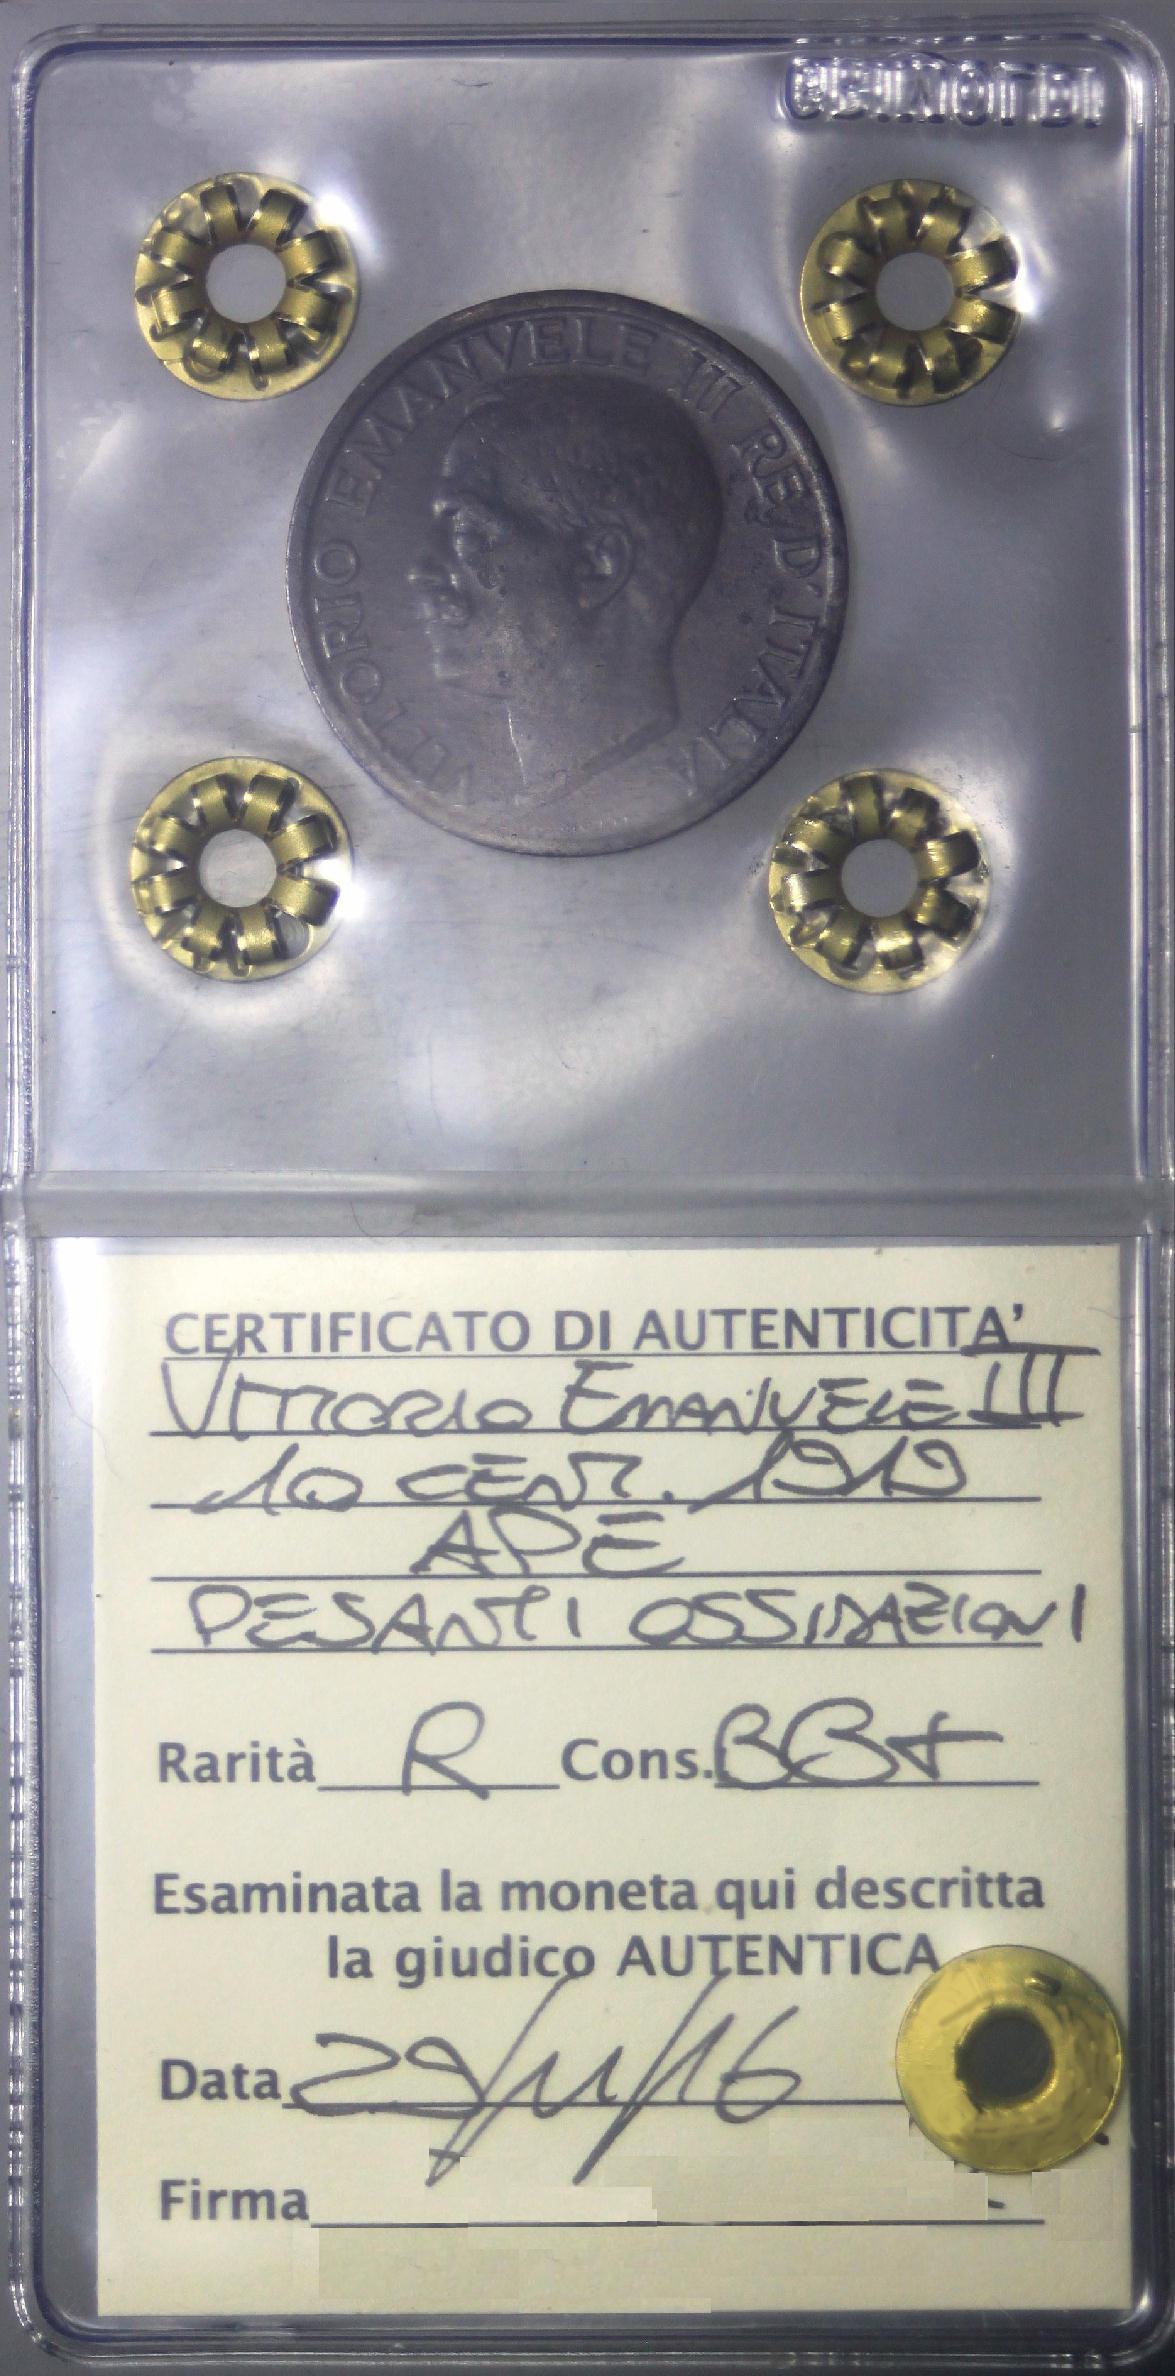 VITTORIO EMANVELE III RE D'ITALIA
CERTIFICATO DI AUTENTICITA'
VITTORIO EMANUELE III
10 CENT. 1919
APE
PESANTI OSSIDAZIONI
Rarità R Cons. BB+
Esaminata la moneta qui descritta
la giudico AUTENTICA
Data 29/11/16
Firma